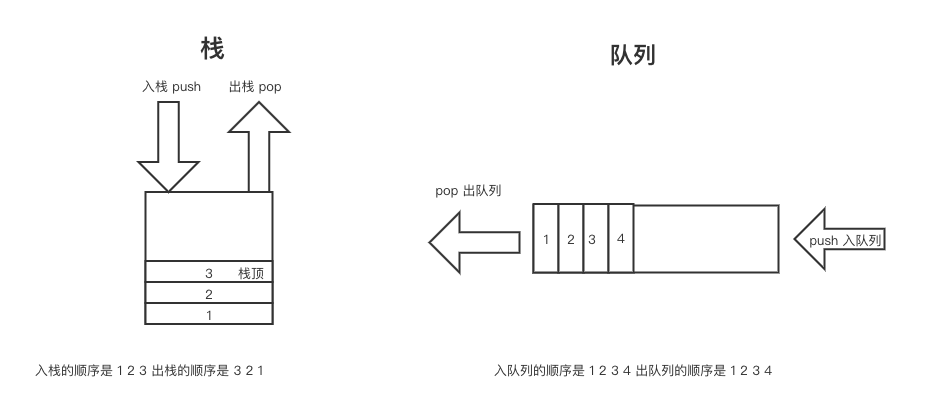 栈
入栈 push
出栈 pop
3 栈顶
2
1
入栈的顺序是 1 2 3 出栈的顺序是 3 2 1
队列
pop 出队列
1 2 3 4
push 入队列
入队列的顺序是 1 2 3 4 出队列的顺序是 1 2 3 4